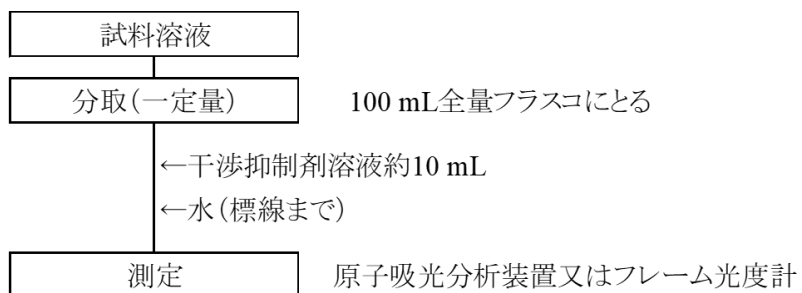 試料溶液
分取(一定量) 100 mL全量フラスコにとる
←干渉抑制剤溶液約10 mL
←水(標線まで)
測定 原子吸光分析装置又はフレーム光度計